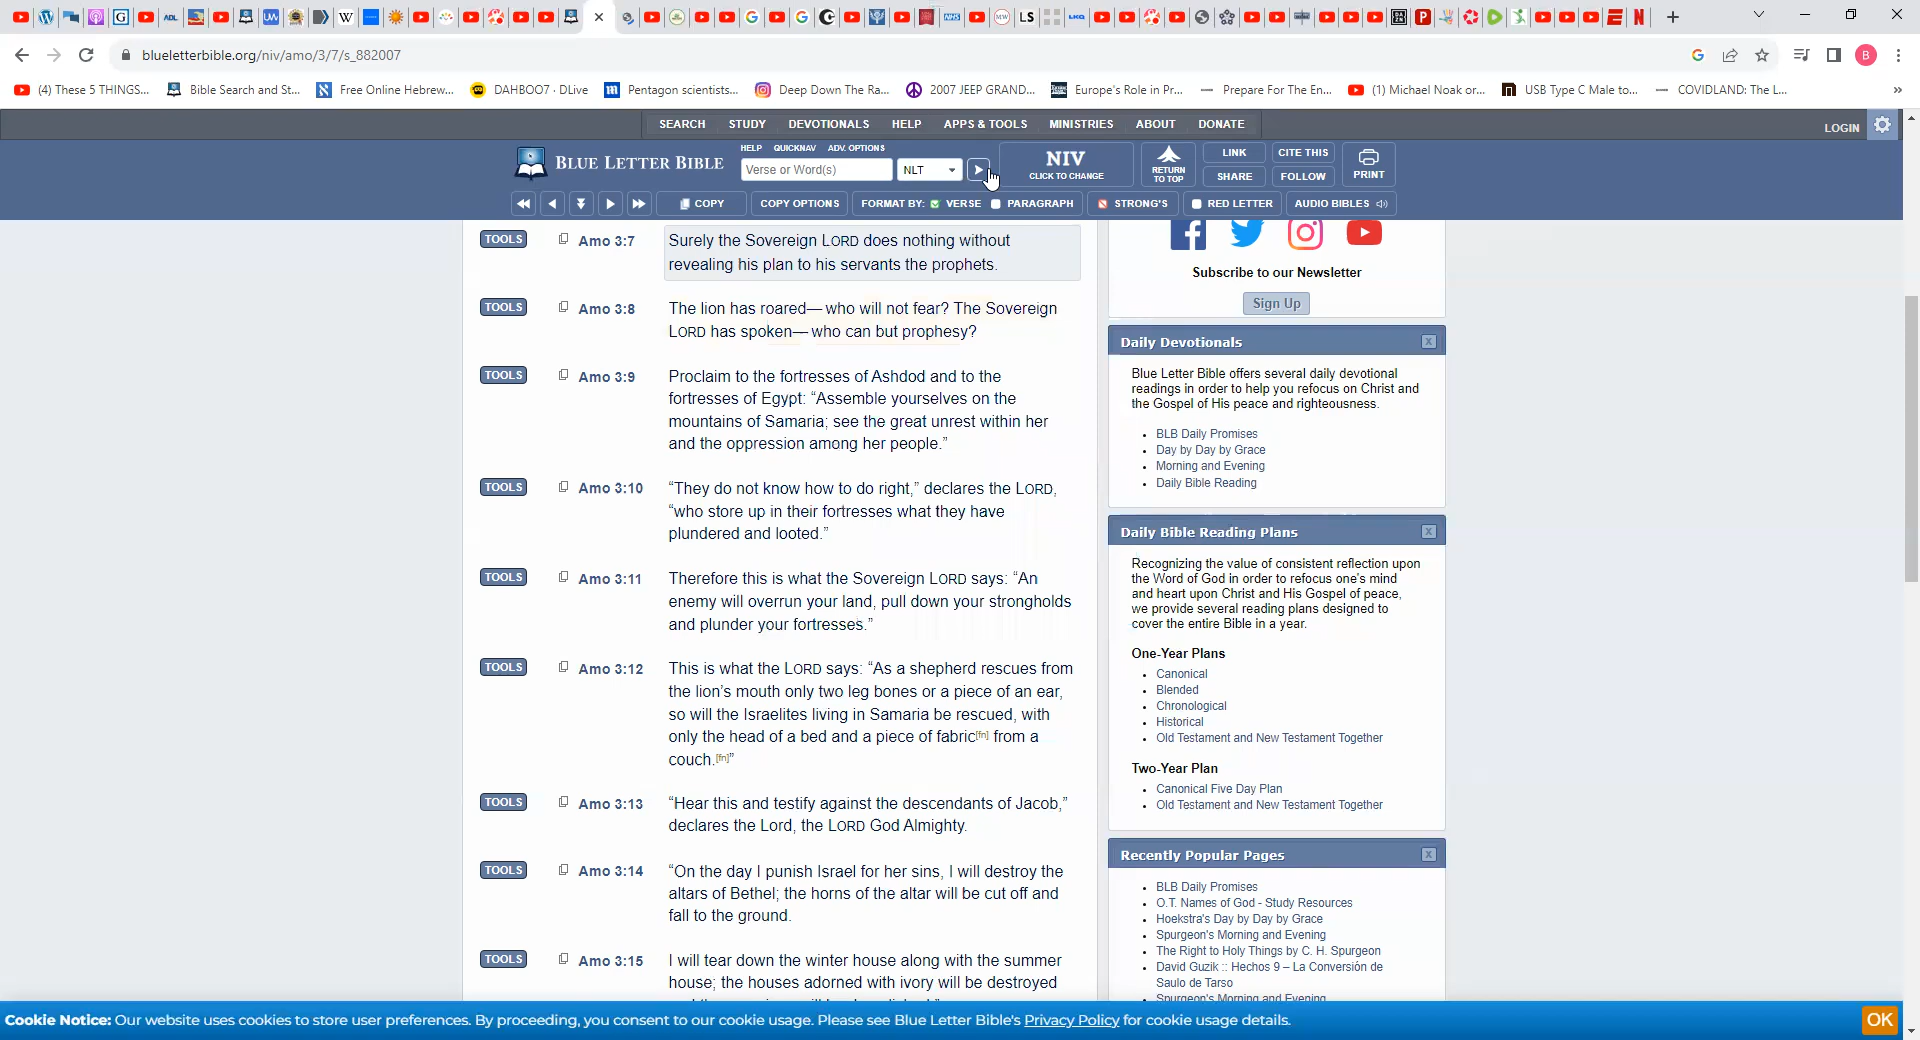 blueletterbible.org/niv/amo/3/7/s_882007
B
(4) These 5 THINGS... Bible Search and St... Free Online Hebrew... DAHBOO7 · DLive Pentagon scientists... Deep Down The Ra... 2007 JEEP GRAND... Europe's Role in Pr... Prepare For The En... (1) Michael Noak or... USB Type C Male to... COVIDLAND: The L... »
SEARCH STUDY DEVOTIONALS HELP APPS & TOOLS MINISTRIES ABOUT DONATE LOGIN
HELP QUICKNAV ADV. OPTIONS
BLUE LETTER BIBLE Verse or Word(s) NLT
NIV CLICK TO CHANGE RETURN TO TOP LINK CITE THIS PRINT
SHARE FOLLOW
COPY COPY OPTIONS FORMAT BY: VERSE PARAGRAPH STRONG'S RED LETTER AUDIO BIBLES
TOOLS Amo 3:7 Surely the Sovereign LORD does nothing without
revealing his plan to his servants the prophets.
TOOLS Amo 3:8 The lion has roared— who will not fear? The Sovereign
LORD has spoken— who can but prophesy?
TOOLS Amo 3:9 Proclaim to the fortresses of Ashdod and to the
fortresses of Egypt: “Assemble yourselves on the
mountains of Samaria; see the great unrest within her
and the oppression among her people.”
TOOLS Amo 3:10 “They do not know how to do right,” declares the LORD,
“who store up in their fortresses what they have
plundered and looted.”
TOOLS Amo 3:11 Therefore this is what the Sovereign LORD says: “An
enemy will overrun your land, pull down your strongholds
and plunder your fortresses.”
TOOLS Amo 3:12 This is what the LORD says: “As a shepherd rescues from
the lion’s mouth only two leg bones or a piece of an ear,
so will the Israelites living in Samaria be rescued, with
only the head of a bed and a piece of fabric[fn] from a
couch.[fn]”
TOOLS Amo 3:13 “Hear this and testify against the descendants of Jacob,”
declares the Lord, the LORD God Almighty.
TOOLS Amo 3:14 “On the day I punish Israel for her sins, I will destroy the
altars of Bethel; the horns of the altar will be cut off and
fall to the ground.
TOOLS Amo 3:15 I will tear down the winter house along with the summer
house; the houses adorned with ivory will be destroyed
Subscribe to our Newsletter
Sign Up
Daily Devotionals X
Blue Letter Bible offers several daily devotional
readings in order to help you refocus on Christ and
the Gospel of His peace and righteousness.
BLB Daily Promises
Day by Day by Grace
Morning and Evening
Daily Bible Reading
Daily Bible Reading Plans X
Recognizing the value of consistent reflection upon
the Word of God in order to refocus one's mind
and heart upon Christ and His Gospel of peace,
we provide several reading plans designed to
cover the entire Bible in a year.
One-Year Plans
Canonical
Blended
Chronological
Historical
Old Testament and New Testament Together
Two-Year Plan
Canonical Five Day Plan
Old Testament and New Testament Together
Recently Popular Pages X
BLB Daily Promises
O.T. Names of God - Study Resources
Hoekstra's Day by Day by Grace
Spurgeon's Morning and Evening
The Right to Holy Things by C. H. Spurgeon
David Guzik :: Hechos 9 – La Conversión de
Saulo de Tarso
Spurgeon's Morning and Evening
Cookie Notice: Our website uses cookies to store user preferences. By proceeding, you consent to our cookie usage. Please see Blue Letter Bible's Privacy Policy for cookie usage details. OK